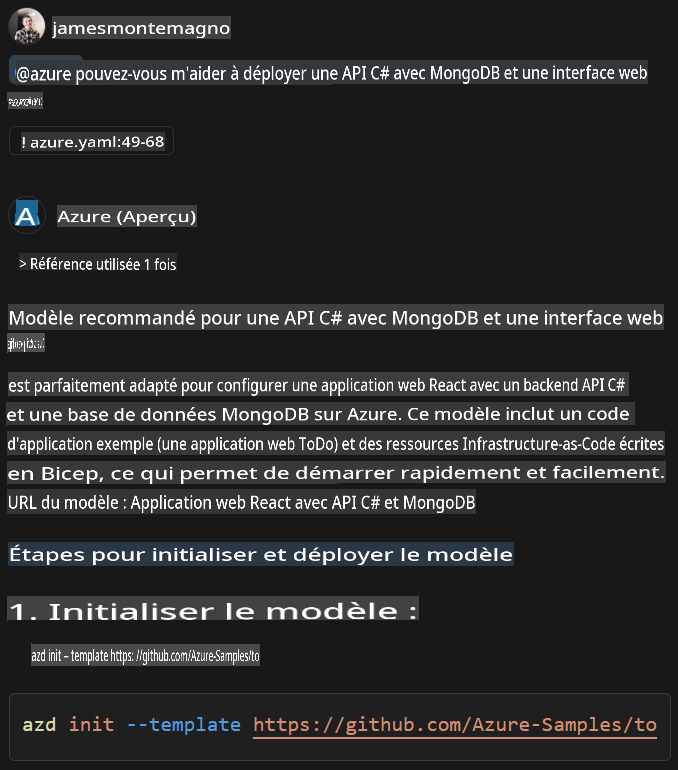 jamesmontemagno
@azure pouvez-vous m'aider à déployer une API C# avec MongoDB et une interface web
! azure.yaml:49-68
A
Azure (Aperçu)
> Référence utilisée 1 fois
Modèle recommandé pour une API C# avec MongoDB et une interface web
est parfaitement adapté pour configurer une application web React avec un backend API C#
et une base de données MongoDB sur Azure. Ce modèle inclut un code
d'application exemple (une application web ToDo) et des ressources Infrastructure-as-Code écrites
en Bicep, ce qui permet de démarrer rapidement et facilement.
URL du modèle : Application web React avec API C# et MongoDB
Étapes pour initialiser et déployer le modèle
1. Initialiser le modèle :
azd init – template https: //github.com/Azure-Samples/to
azd init --template https://github.com/Azure-Samples/to